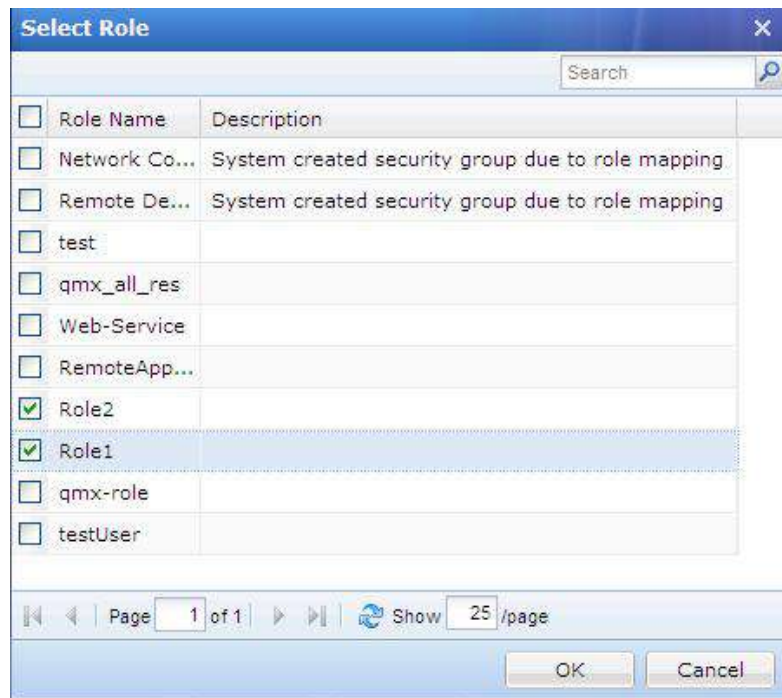 Select Role
Search
Role Name Description
Network Co... System created security group due to role mapping
Remote De... System created security group due to role mapping
test
qmx_all_res
Web-Service
RemoteApp...
Role2
Role1
qmx-role
testUser
Page 1 of 1 Show 25 /page
OK Cancel